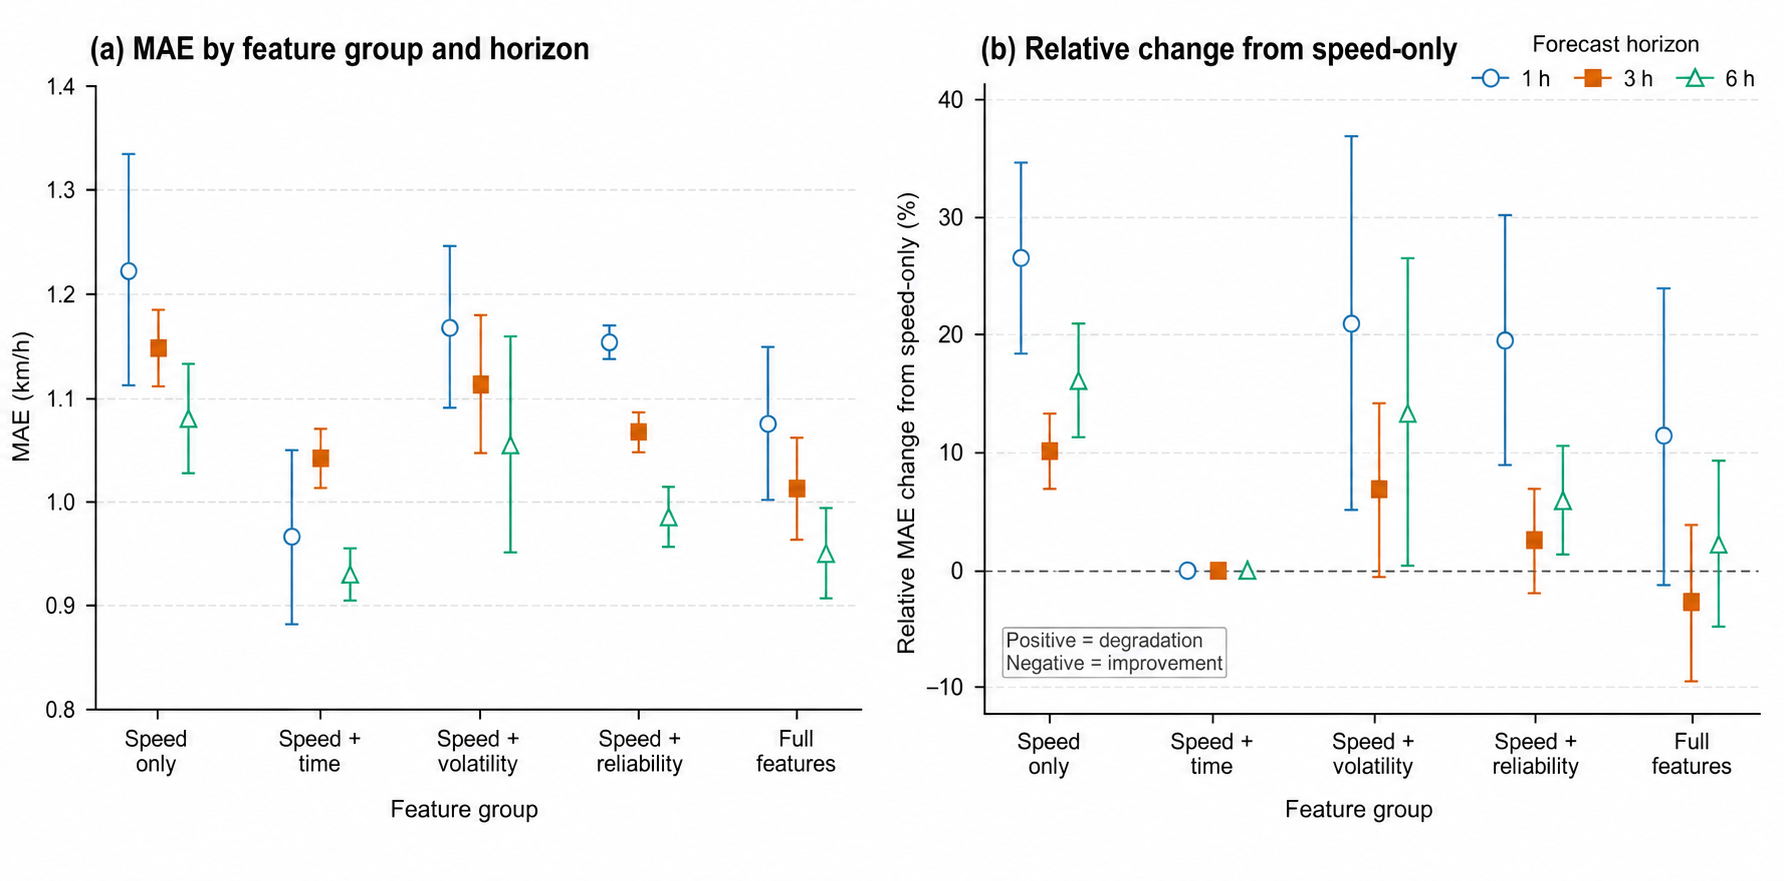 (a) MAE by feature group and horizon
MAE (km/h)
1.4
1.3
1.2
1.1
1.0
0.9
0.8
Speed
only
Speed +
time
Speed +
volatility
Speed +
reliability
Full
features
Feature group
(b) Relative change from speed-only
Forecast horizon
1 h
3 h
6 h
Relative MAE change from speed-only (%)
40
30
20
10
0
−10
Positive = degradation
Negative = improvement
Speed
only
Speed +
time
Speed +
volatility
Speed +
reliability
Full
features
Feature group